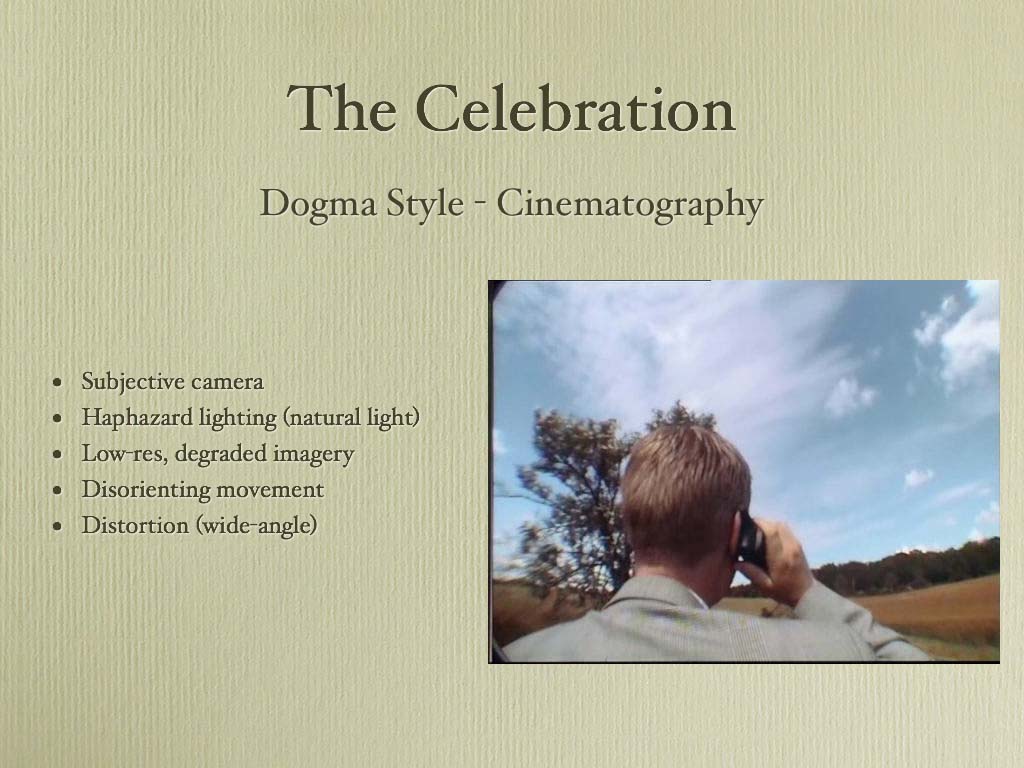 The Celebration
Dogma Style - Cinematography
• Subjective camera
• Haphazard lighting (natural light)
• Low-res, degraded imagery
• Disorienting movement
• Distortion (wide-angle)